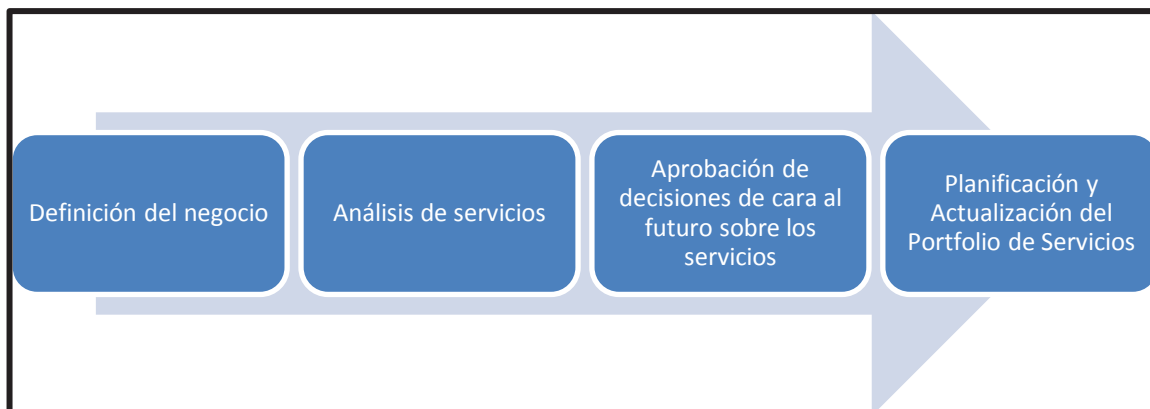 Definición del negocio
Análisis de servicios
Aprobación de
decisiones de cara al
futuro sobre los
servicios
Planificación y
Actualización del
Portfolio de Servicios